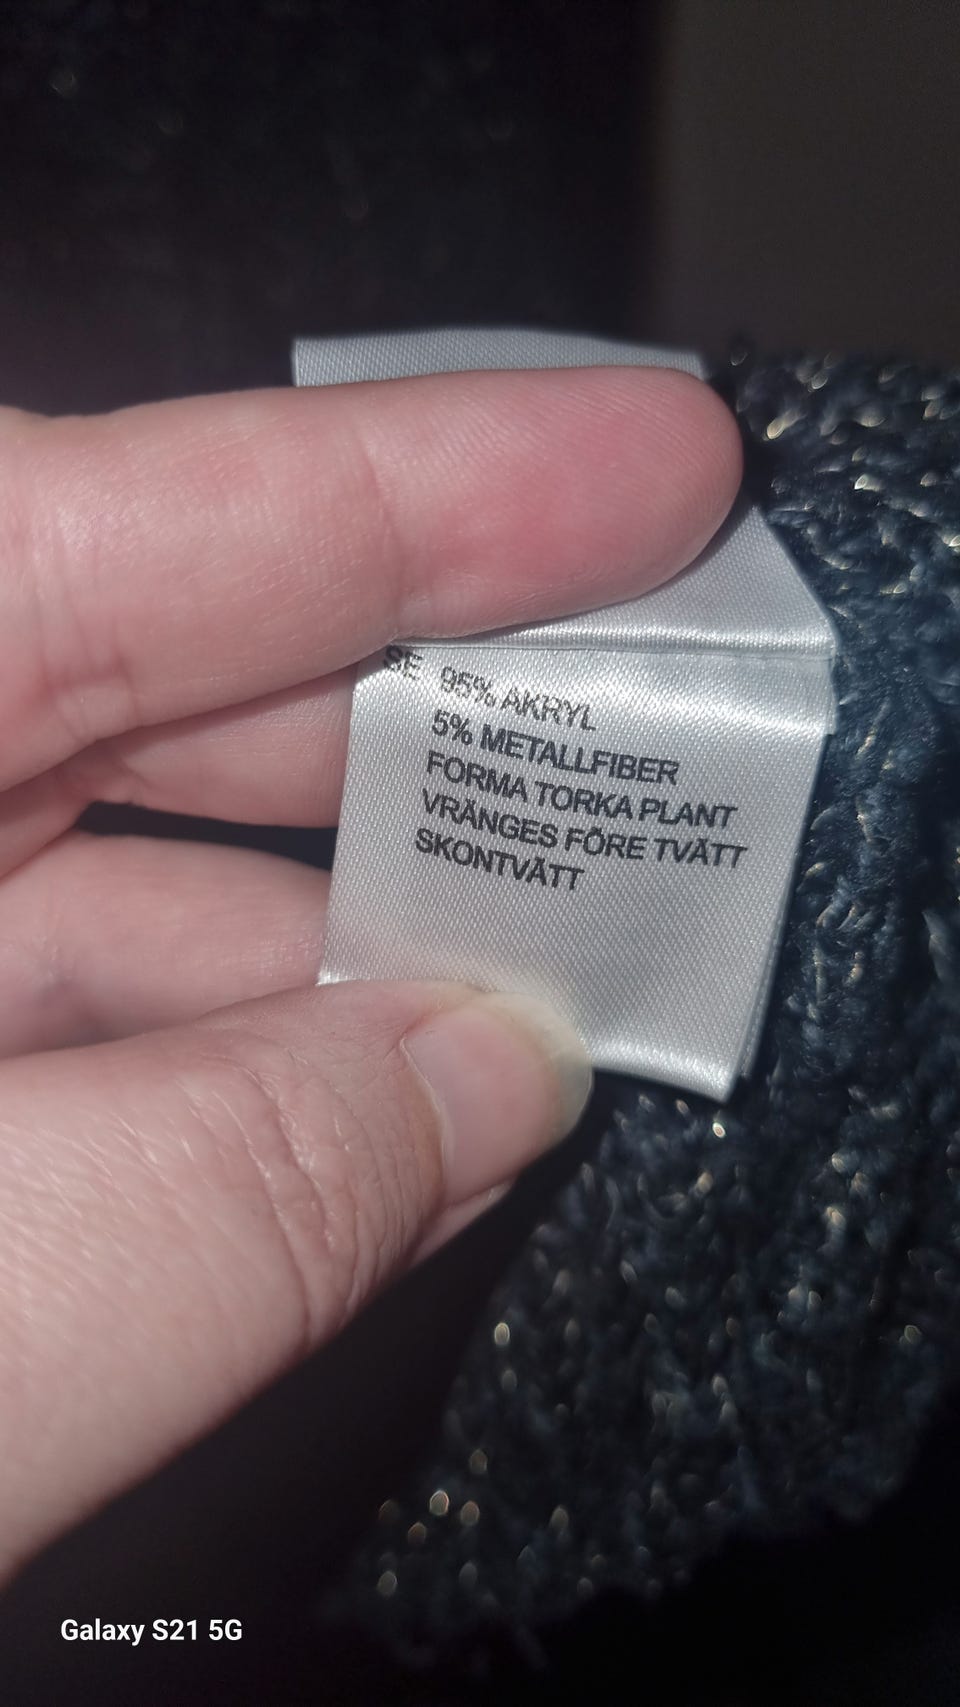 SE 95% AKRYL
5% METALLFIBER
FORMA TORKA PLANT
VRÄNGES FÖRE TVÄTT
SKONTVÄTT
Galaxy S21 5G